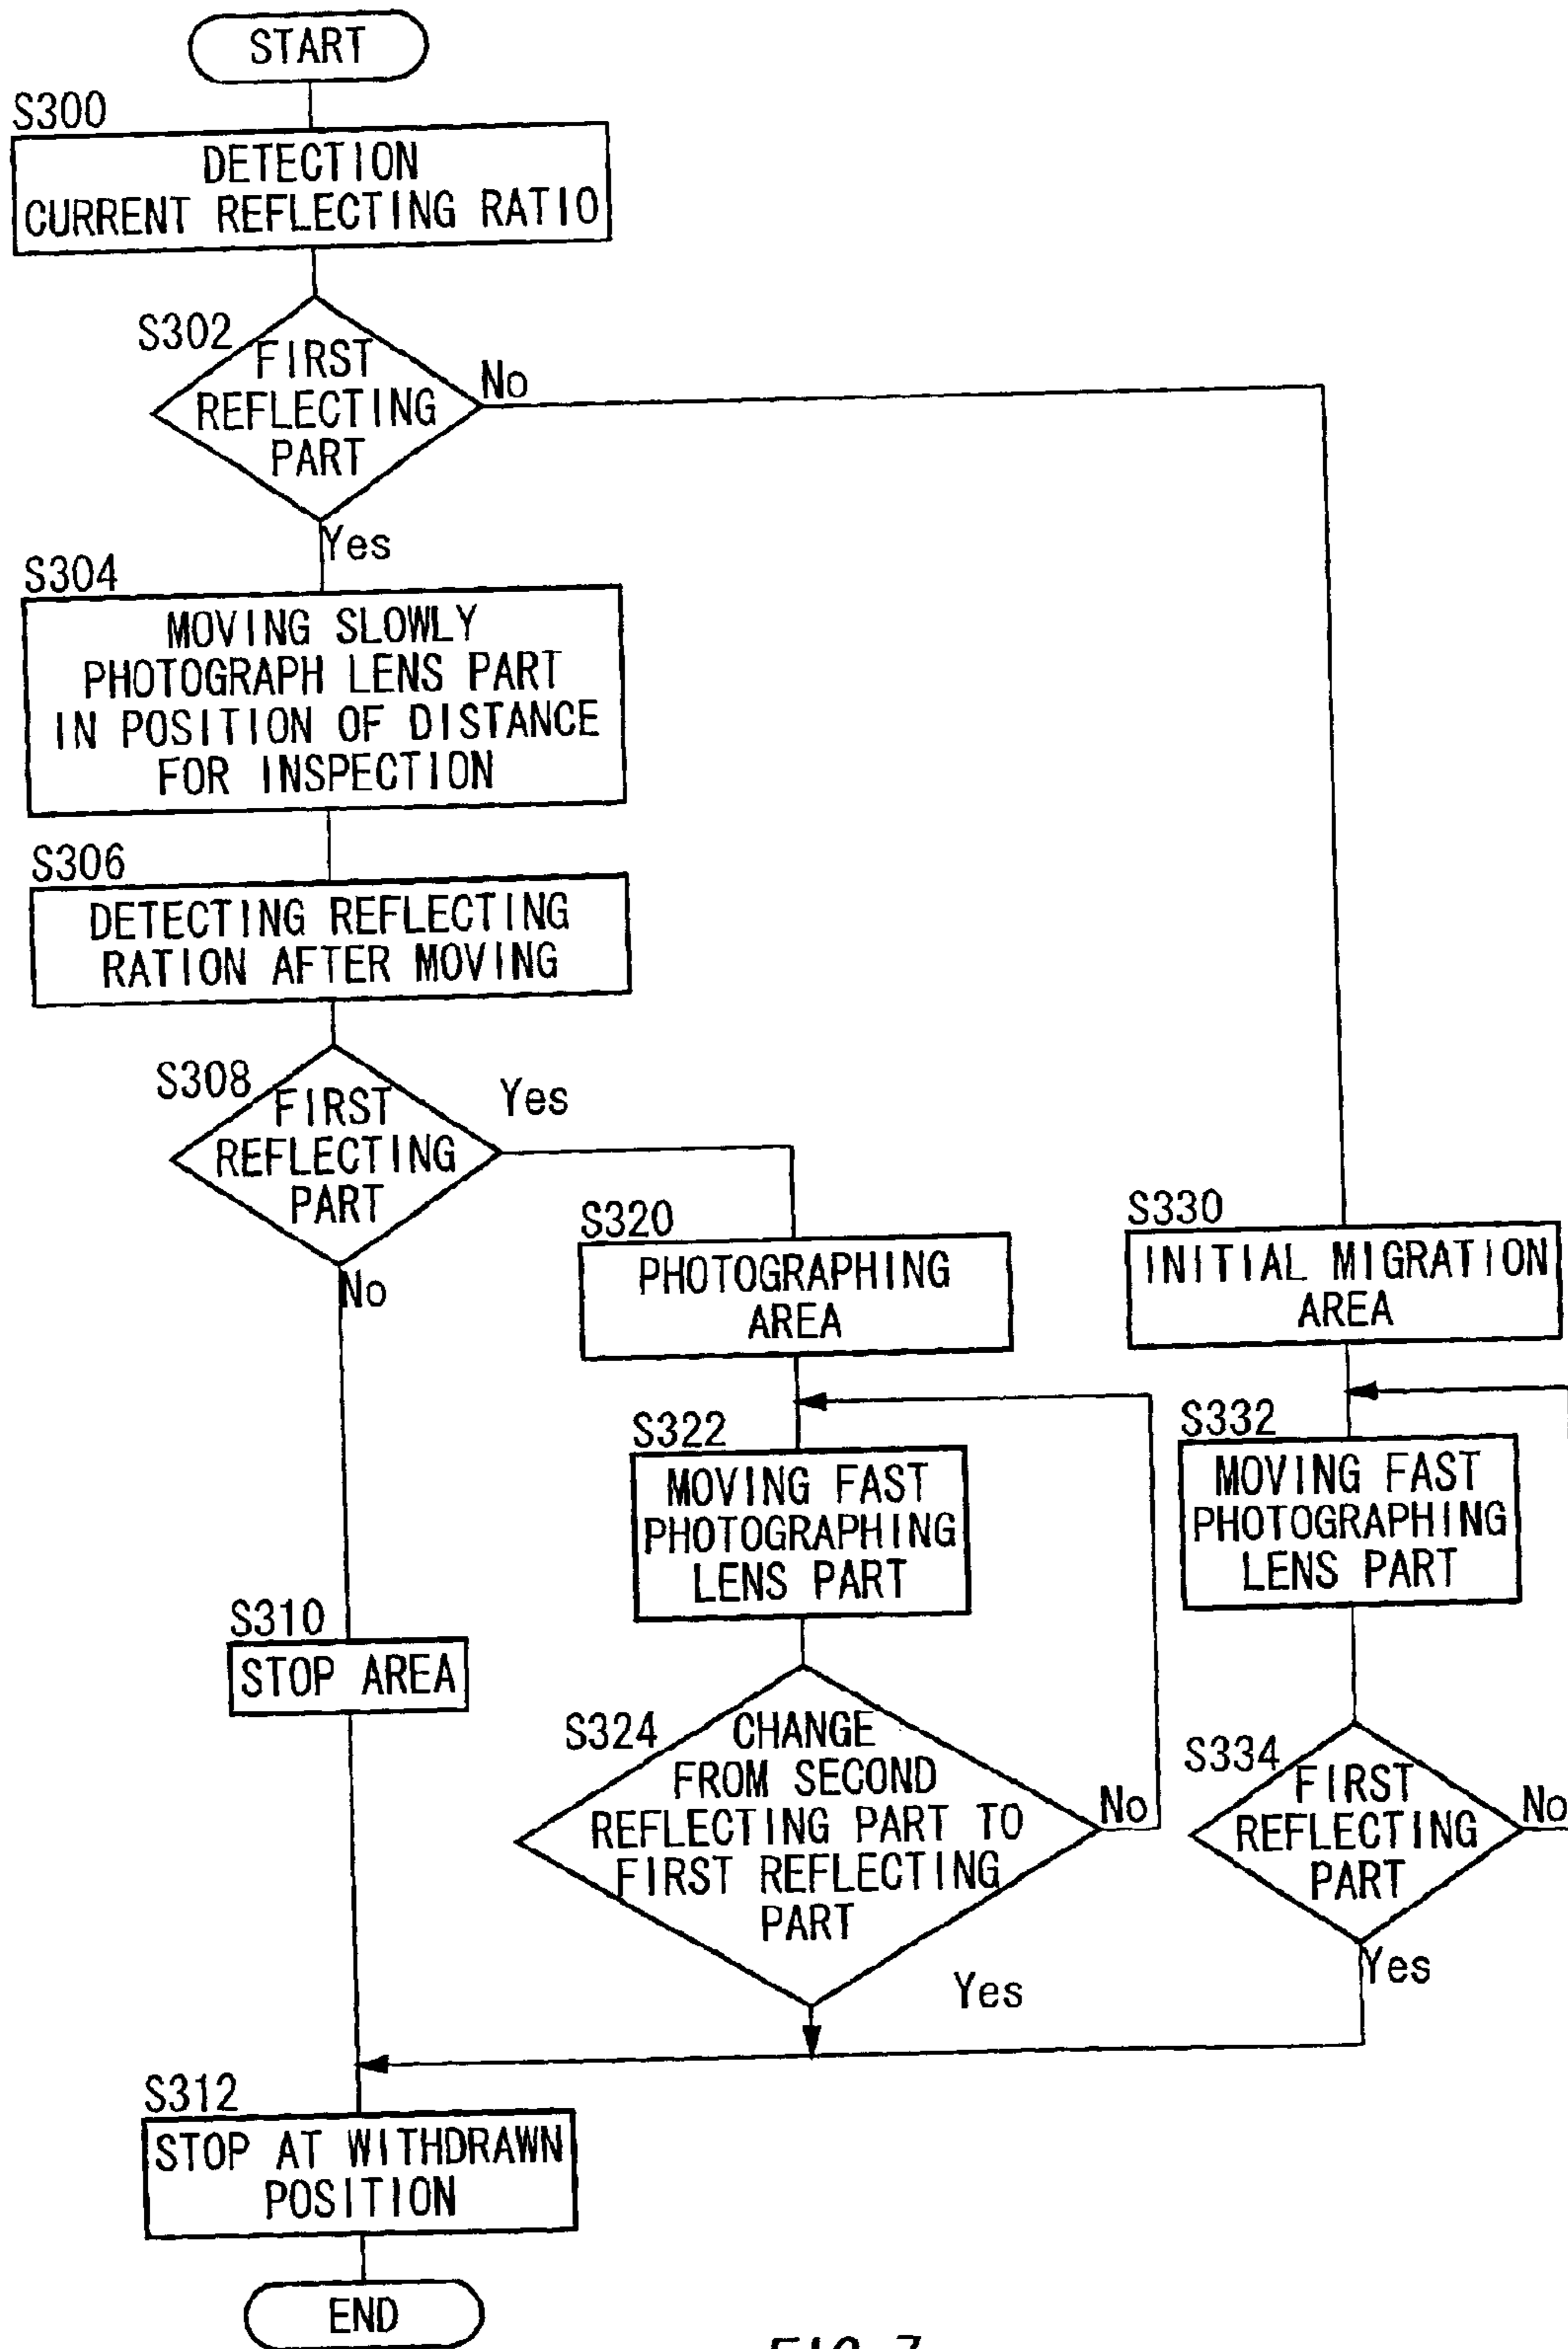 START
S300
DETECTION
CURRENT REFLECTING RATIO
S302
FIRST
REFLECTING
PART
No
Yes
S304
MOVING SLOWLY
PHOTOGRAPH LENS PART
IN POSITION OF DISTANCE
FOR INSPECTION
S306
DETECTING REFLECTING
RATION AFTER MOVING
S308
FIRST
REFLECTING
PART
Yes
No
S310
STOP AREA
S320
PHOTOGRAPHING
AREA
S322
MOVING FAST
PHOTOGRAPHING
LENS PART
S324
CHANGE
FROM SECOND
REFLECTING PART TO
FIRST REFLECTING
PART
No
Yes
S330
INITIAL MIGRATION
AREA
S332
MOVING FAST
PHOTOGRAPHING
LENS PART
S334
FIRST
REFLECTING
PART
No
Yes
S312
STOP AT WITHDRAWN
POSITION
END
FIG. 7